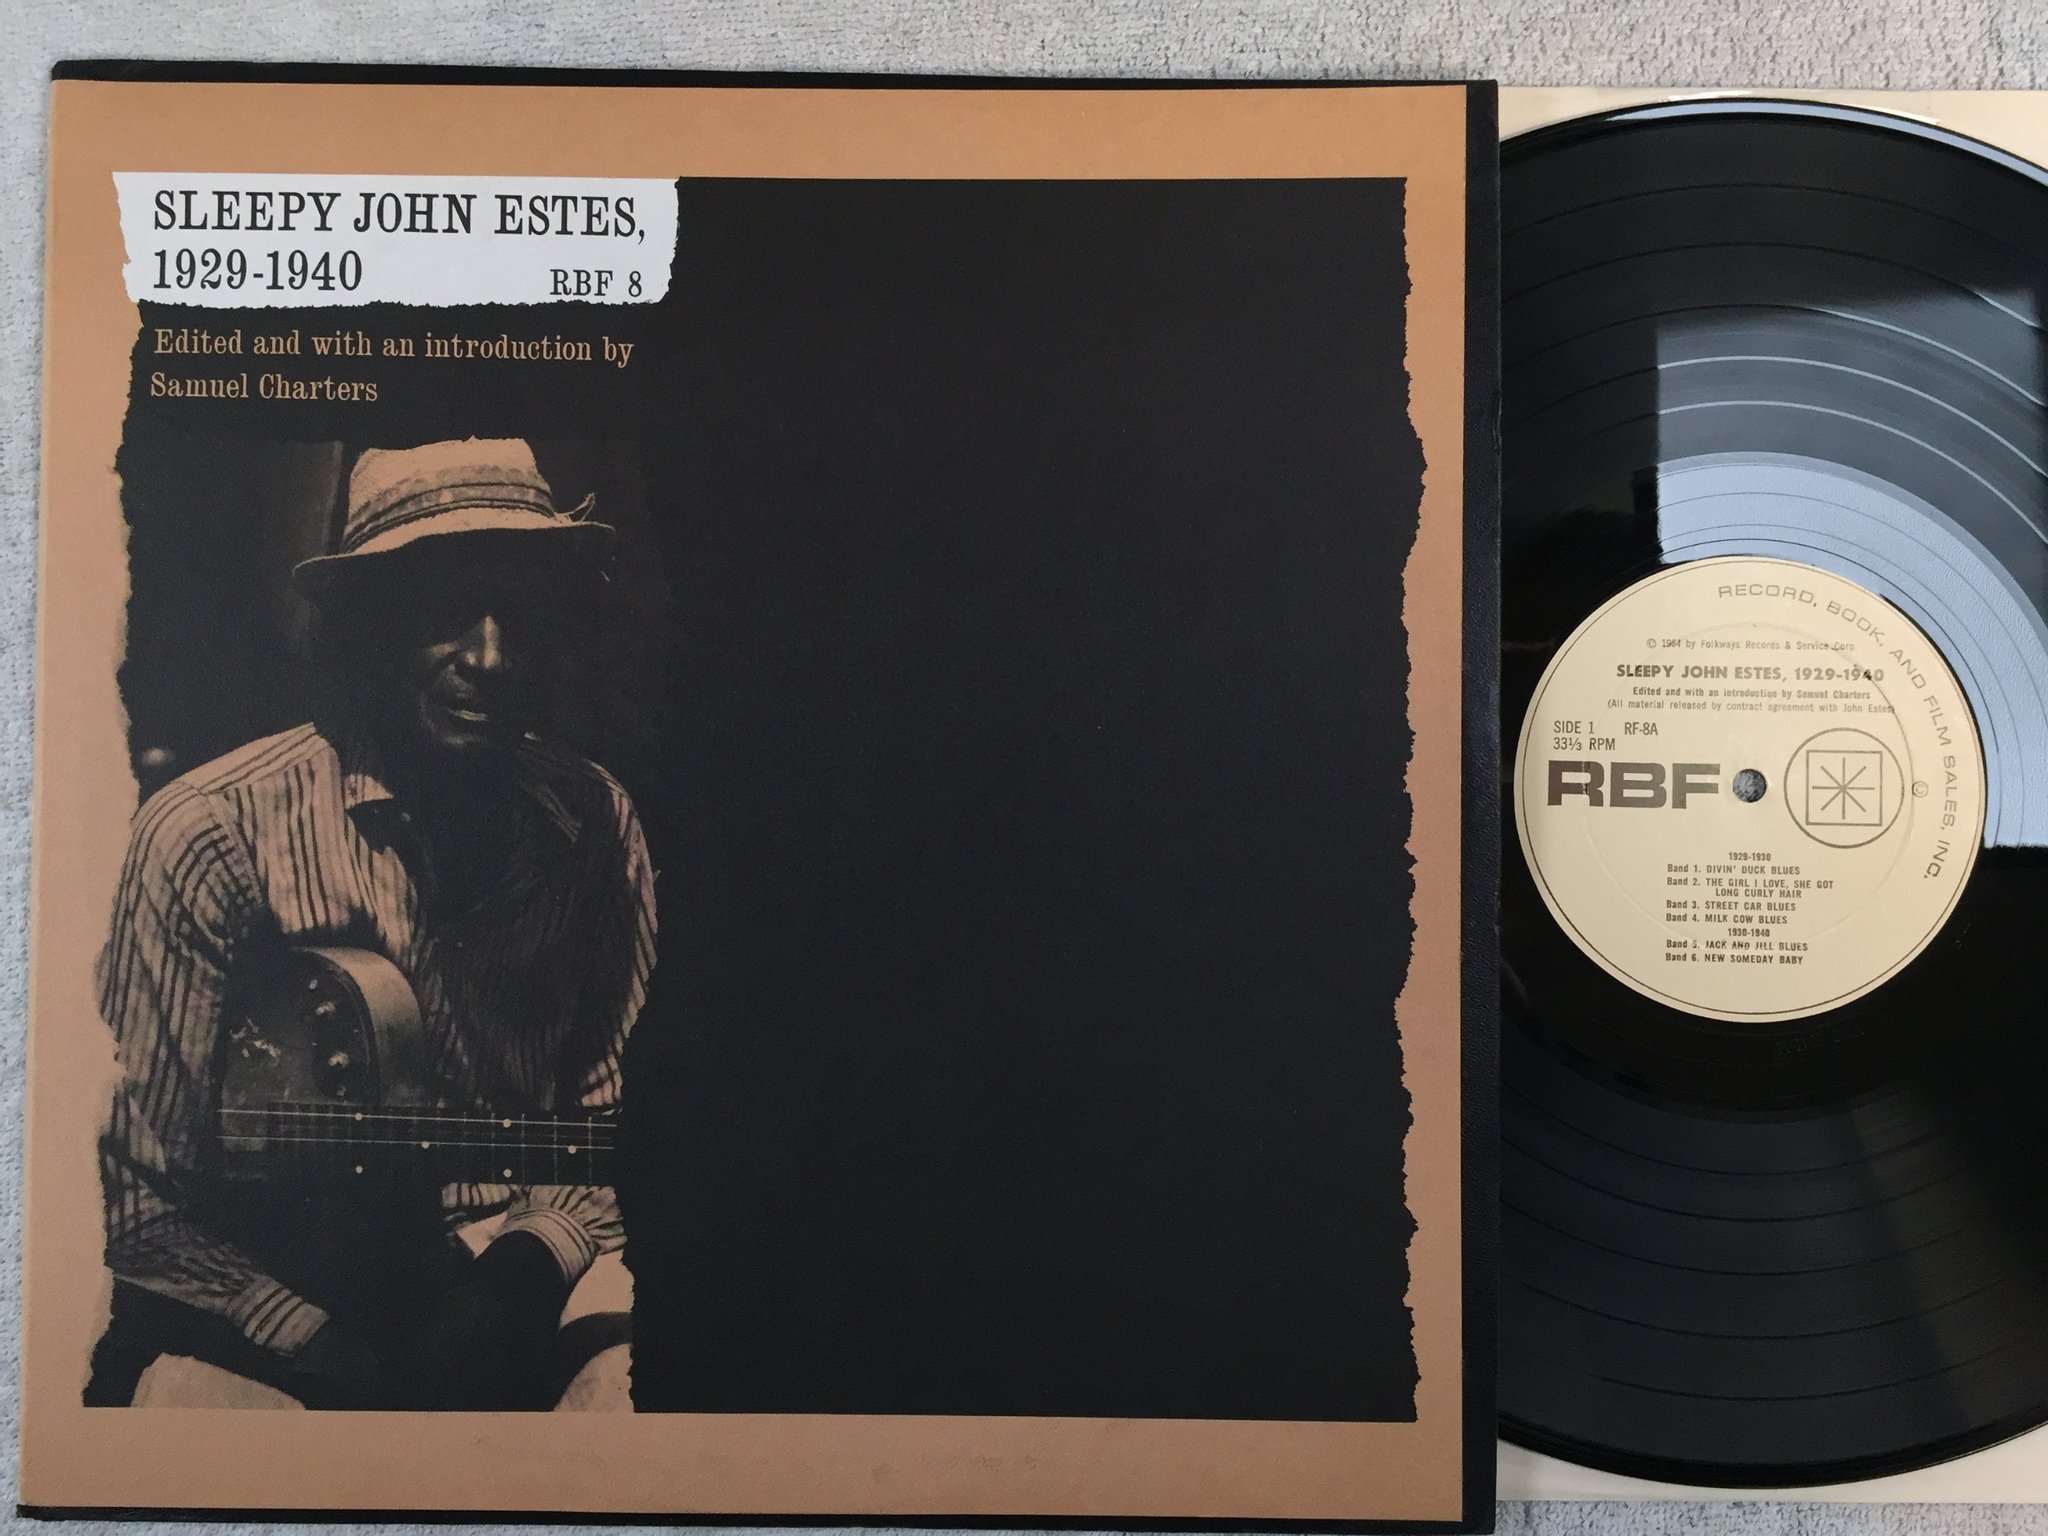 SLEEPY JOHN ESTES,
1929-1940 RBF 8
Edited and with an introduction by
Samuel Charters
RECORD, BOOK, AND FILM SALES, INC.
©
© 1964 by Folkways Records & Service Corp.
SLEEPY JOHN ESTES, 1929-1940
Edited and with an introduction by Samuel Charters
(All material released by contract agreement with John Estes)
SIDE 1 RF-8A
33⅓ RPM
RBF
1929-1930
Band 1. DIVIN' DUCK BLUES
Band 2. THE GIRL I LOVE, SHE GOT
LONG CURLY HAIR
Band 3. STREET CAR BLUES
Band 4. MILK COW BLUES
1930-1940
Band 5. JACK AND JILL BLUES
Band 6. NEW SOMEDAY BABY